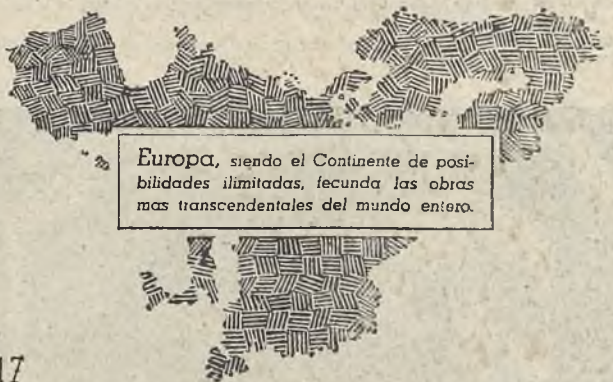 Europa, siendo el Continente de posi-
bilidades ilimitadas, fecunda las obras
mas transcendentales del mundo entero.
17